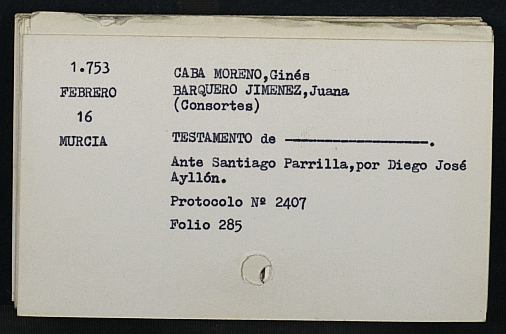 1.753
FEBRERO
16
MURCIA
CABA MORENO,Ginés
BARQUERO JIMENEZ,Juana
(Consortes)
TESTAMENTO de ——————————.
Ante Santiago Parrilla,por Diego José
Ayllón.
Protocolo Nº 2407
Folio 285